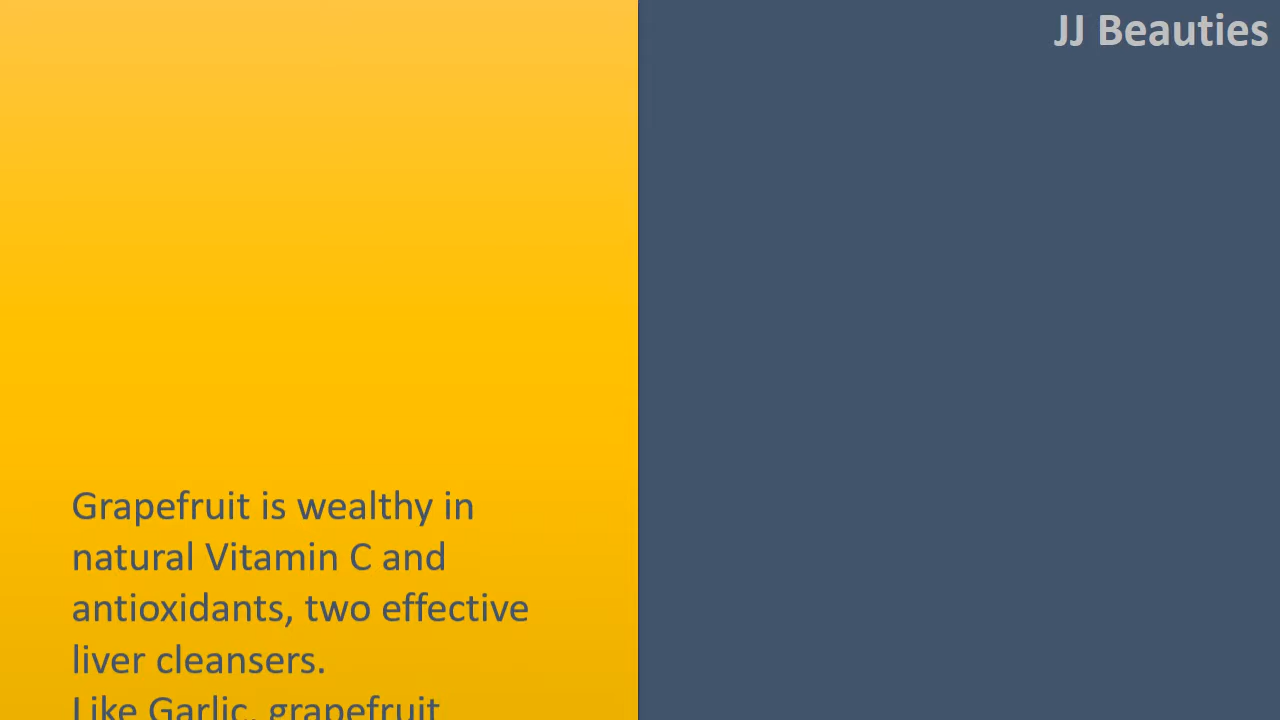 JJ Beauties
Grapefruit is wealthy in
natural Vitamin C and
antioxidants, two effective
liver cleansers.
Like Garlic, grapefruit